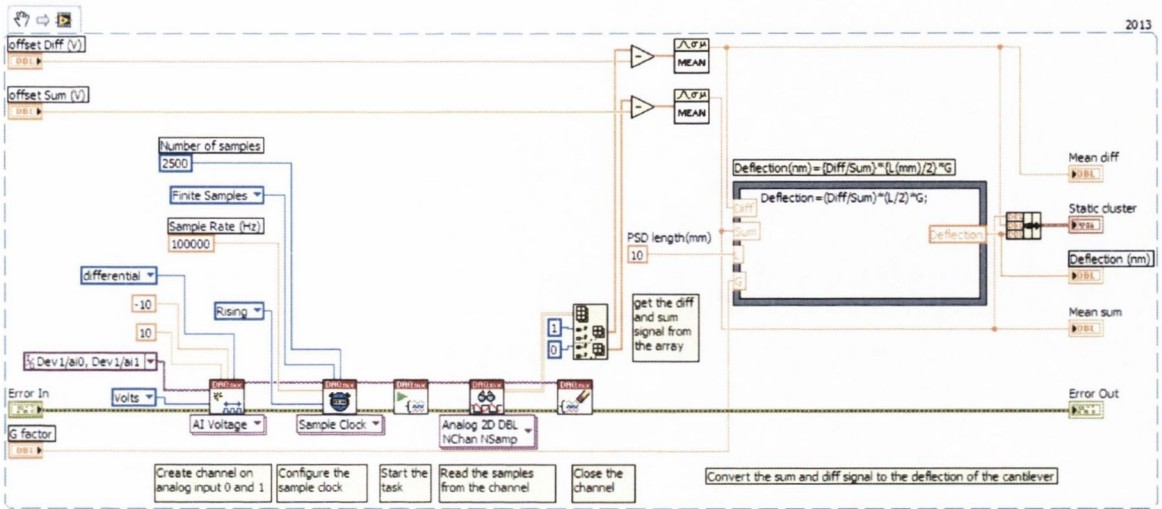 2013
offset Diff (V)
DBL
offset Sum (V)
DBL
MEAN
MEAN
Number of samples
2500
Finite Samples
Sample Rate (Hz)
100000
differential
-10
10
Rising
Dev1/ai0, Dev1/ai1
Volts
Error In
G factor
DBL
AI Voltage
Sample Clock
Analog 2D DBL
NChan NSamp
1
0
get the diff
and sum
signal from
the array
PSD length(mm)
10
Deflection(nm)={Diff/Sum}*{L(mm)/2}*G
Deflection=(Diff/Sum)*(L/2)*G;
Diff
Sum
L
G
Deflection
Mean diff
DBL
Static cluster
Deflection (nm)
DBL
Mean sum
DBL
Error Out
Create channel on
analog input 0 and 1
Configure the
sample clock
Start the
task
Read the samples
from the channel
Close the
channel
Convert the sum and diff signal to the deflection of the cantilever